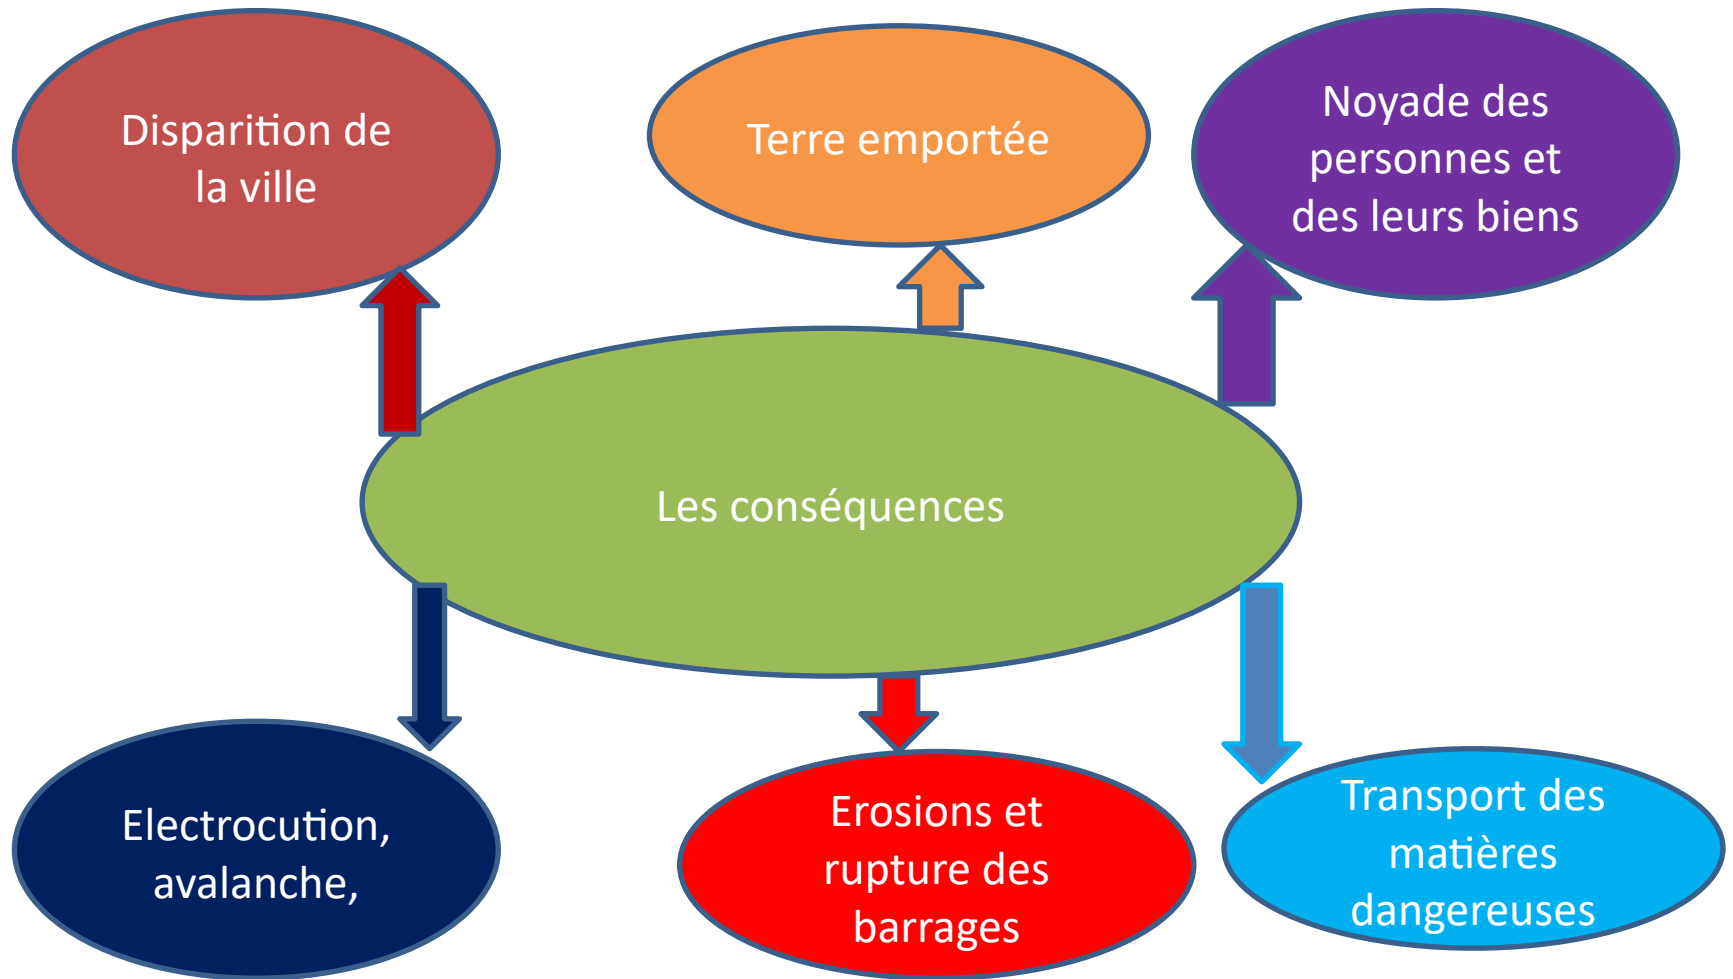 Disparition de
la ville
Terre emportée
Noyade des
personnes et
des leurs biens
Les conséquences
Electrocution,
avalanche,
Erosions et
rupture des
barrages
Transport des
matières
dangereuses